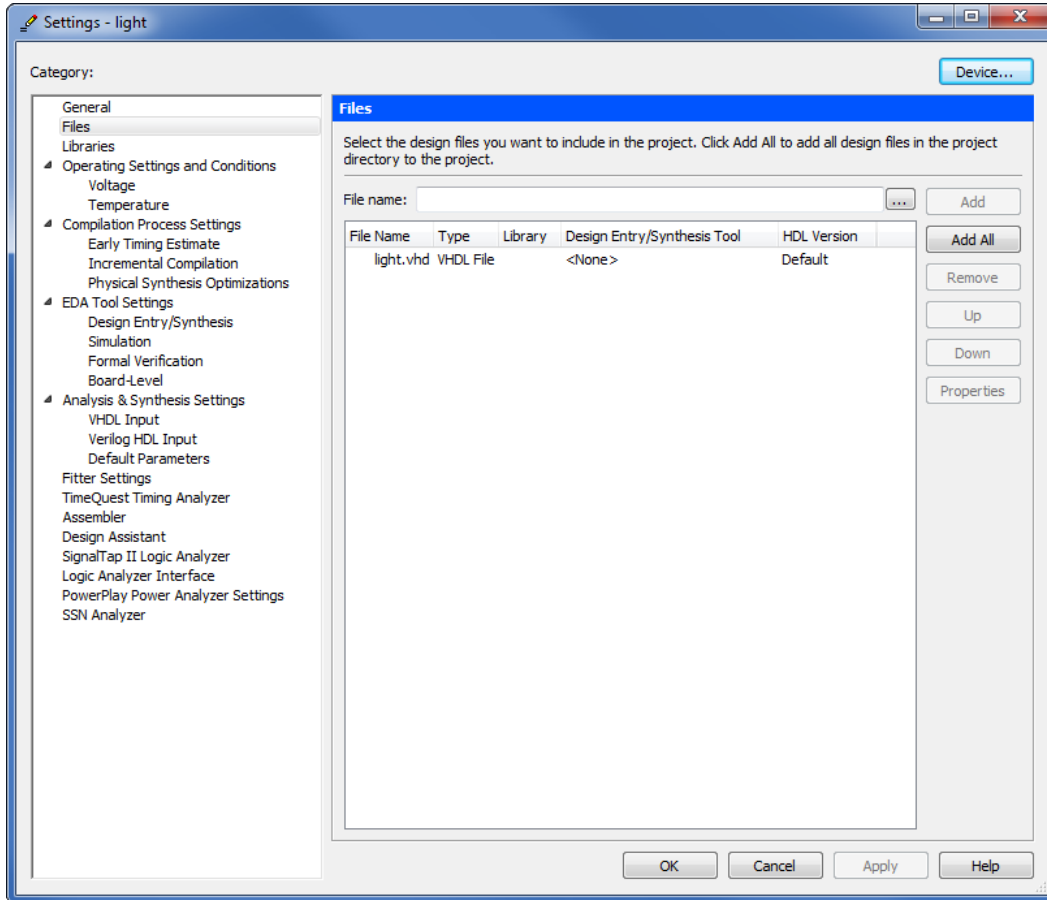 Settings - light
Category:
Device...
General
Files
Libraries
Operating Settings and Conditions
Voltage
Temperature
Compilation Process Settings
Early Timing Estimate
Incremental Compilation
Physical Synthesis Optimizations
EDA Tool Settings
Design Entry/Synthesis
Simulation
Formal Verification
Board-Level
Analysis & Synthesis Settings
VHDL Input
Verilog HDL Input
Default Parameters
Fitter Settings
TimeQuest Timing Analyzer
Assembler
Design Assistant
SignalTap II Logic Analyzer
Logic Analyzer Interface
PowerPlay Power Analyzer Settings
SSN Analyzer
Files
Select the design files you want to include in the project. Click Add All to add all design files in the project
directory to the project.
File name:
...
Add
File Name Type Library Design Entry/Synthesis Tool HDL Version
light.vhd VHDL File <None> Default
Add All
Remove
Up
Down
Properties
OK
Cancel
Apply
Help